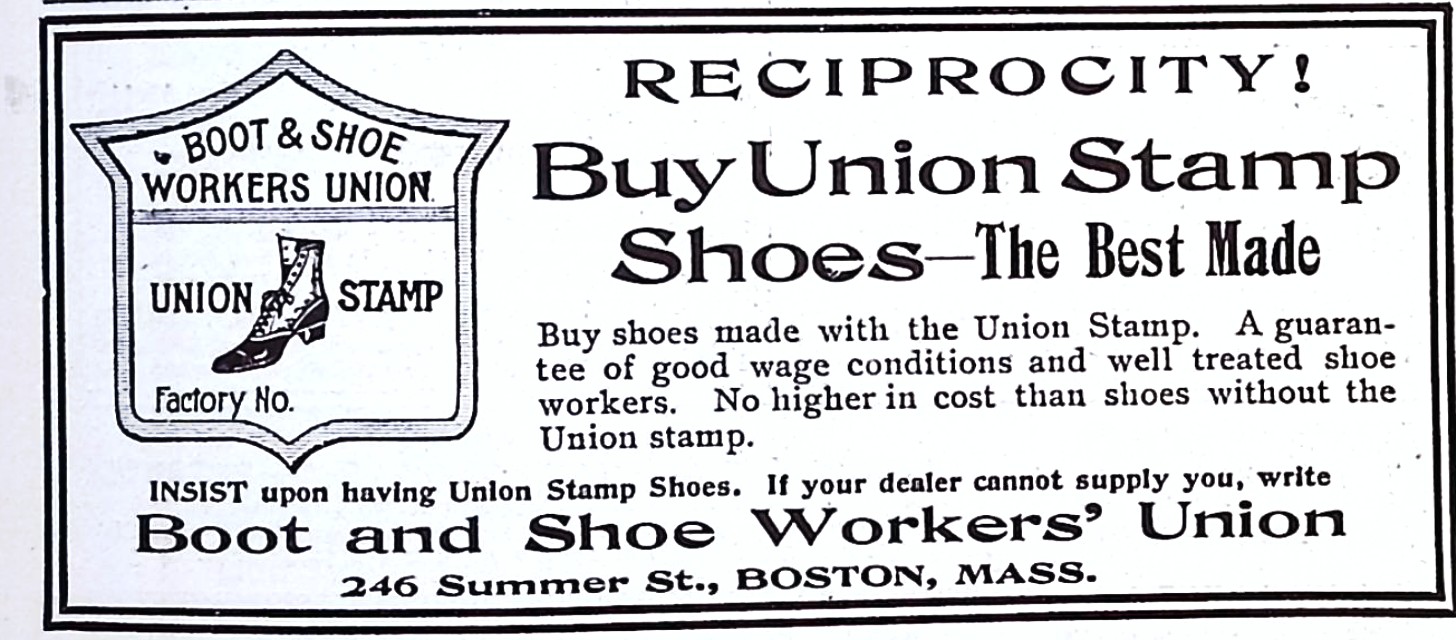 BOOT & SHOE
WORKERS UNION
UNION STAMP
Factory No.
RECIPROCITY!
Buy Union Stamp
Shoes—The Best Made
Buy shoes made with the Union Stamp. A guaran-
tee of good wage conditions and well treated shoe
workers. No higher in cost than shoes without the
Union stamp.
INSIST upon having Union Stamp Shoes. If your dealer cannot supply you, write
Boot and Shoe Workers' Union
246 Summer St., BOSTON, MASS.